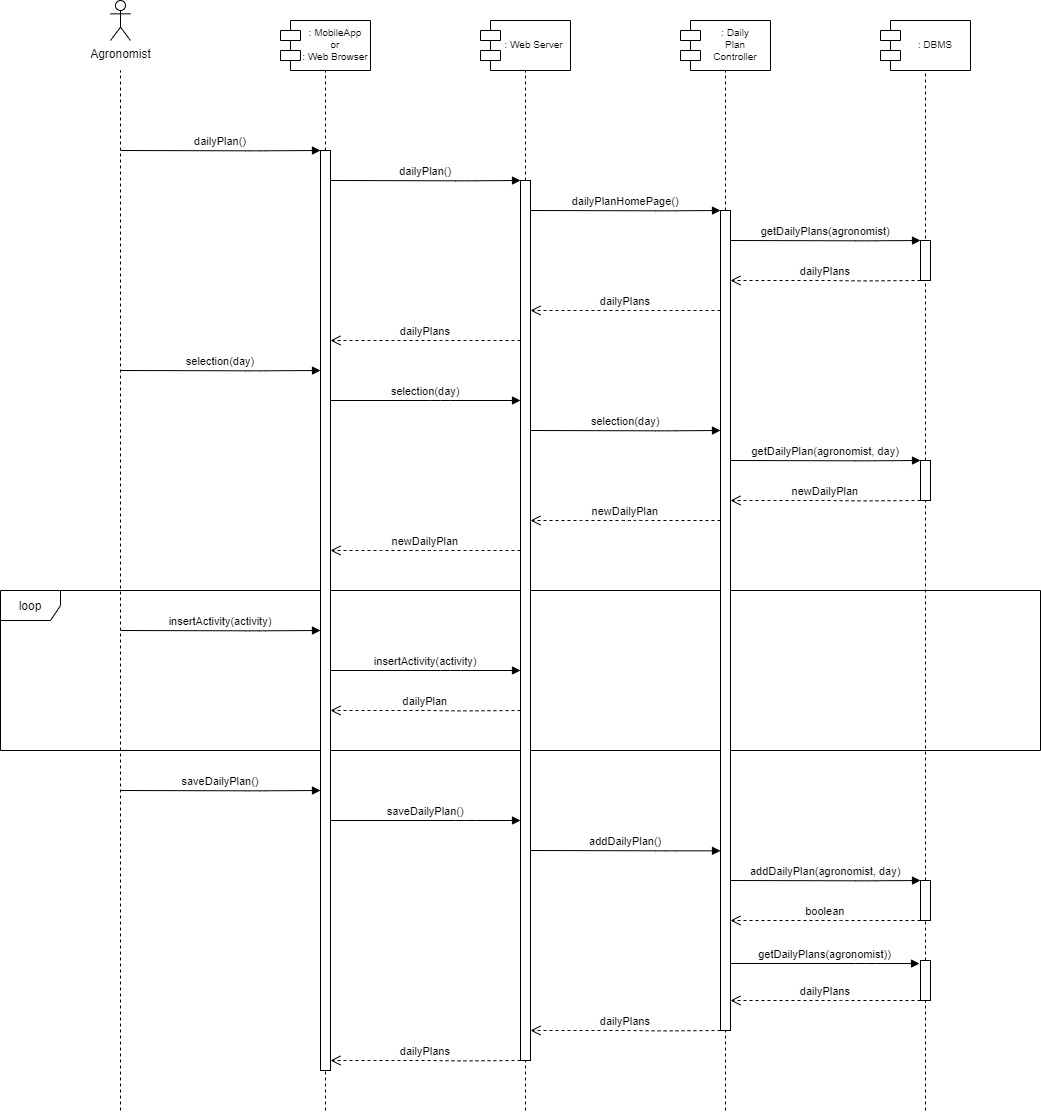 Agronomist
: MobileApp
or
: Web Browser
: Web Server
: Daily
Plan
Controller
: DBMS
dailyPlan()
dailyPlan()
dailyPlanHomePage()
getDailyPlans(agronomist)
dailyPlans
dailyPlans
dailyPlans
selection(day)
selection(day)
selection(day)
getDailyPlan(agronomist, day)
newDailyPlan
newDailyPlan
newDailyPlan
loop
insertActivity(activity)
insertActivity(activity)
dailyPlan
saveDailyPlan()
saveDailyPlan()
addDailyPlan()
addDailyPlan(agronomist, day)
boolean
getDailyPlans(agronomist))
dailyPlans
dailyPlans
dailyPlans